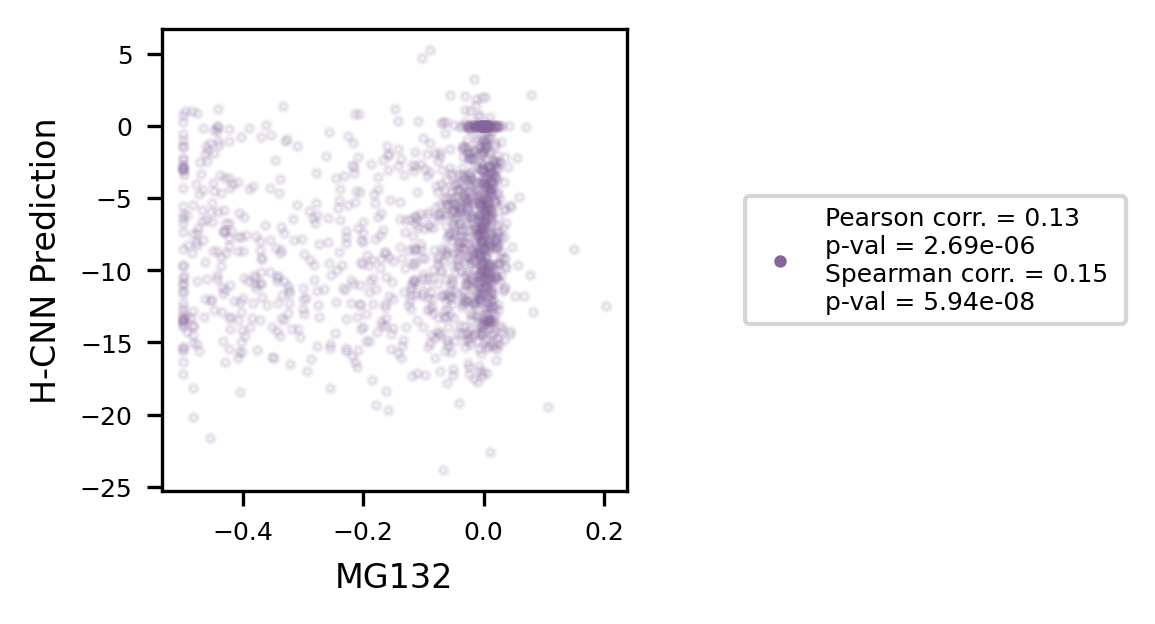 H-CNN Prediction
5
0
−5
−10
−15
−20
−25
−0.4
−0.2
0.0
0.2
MG132
Pearson corr. = 0.13
p-val = 2.69e-06
Spearman corr. = 0.15
p-val = 5.94e-08